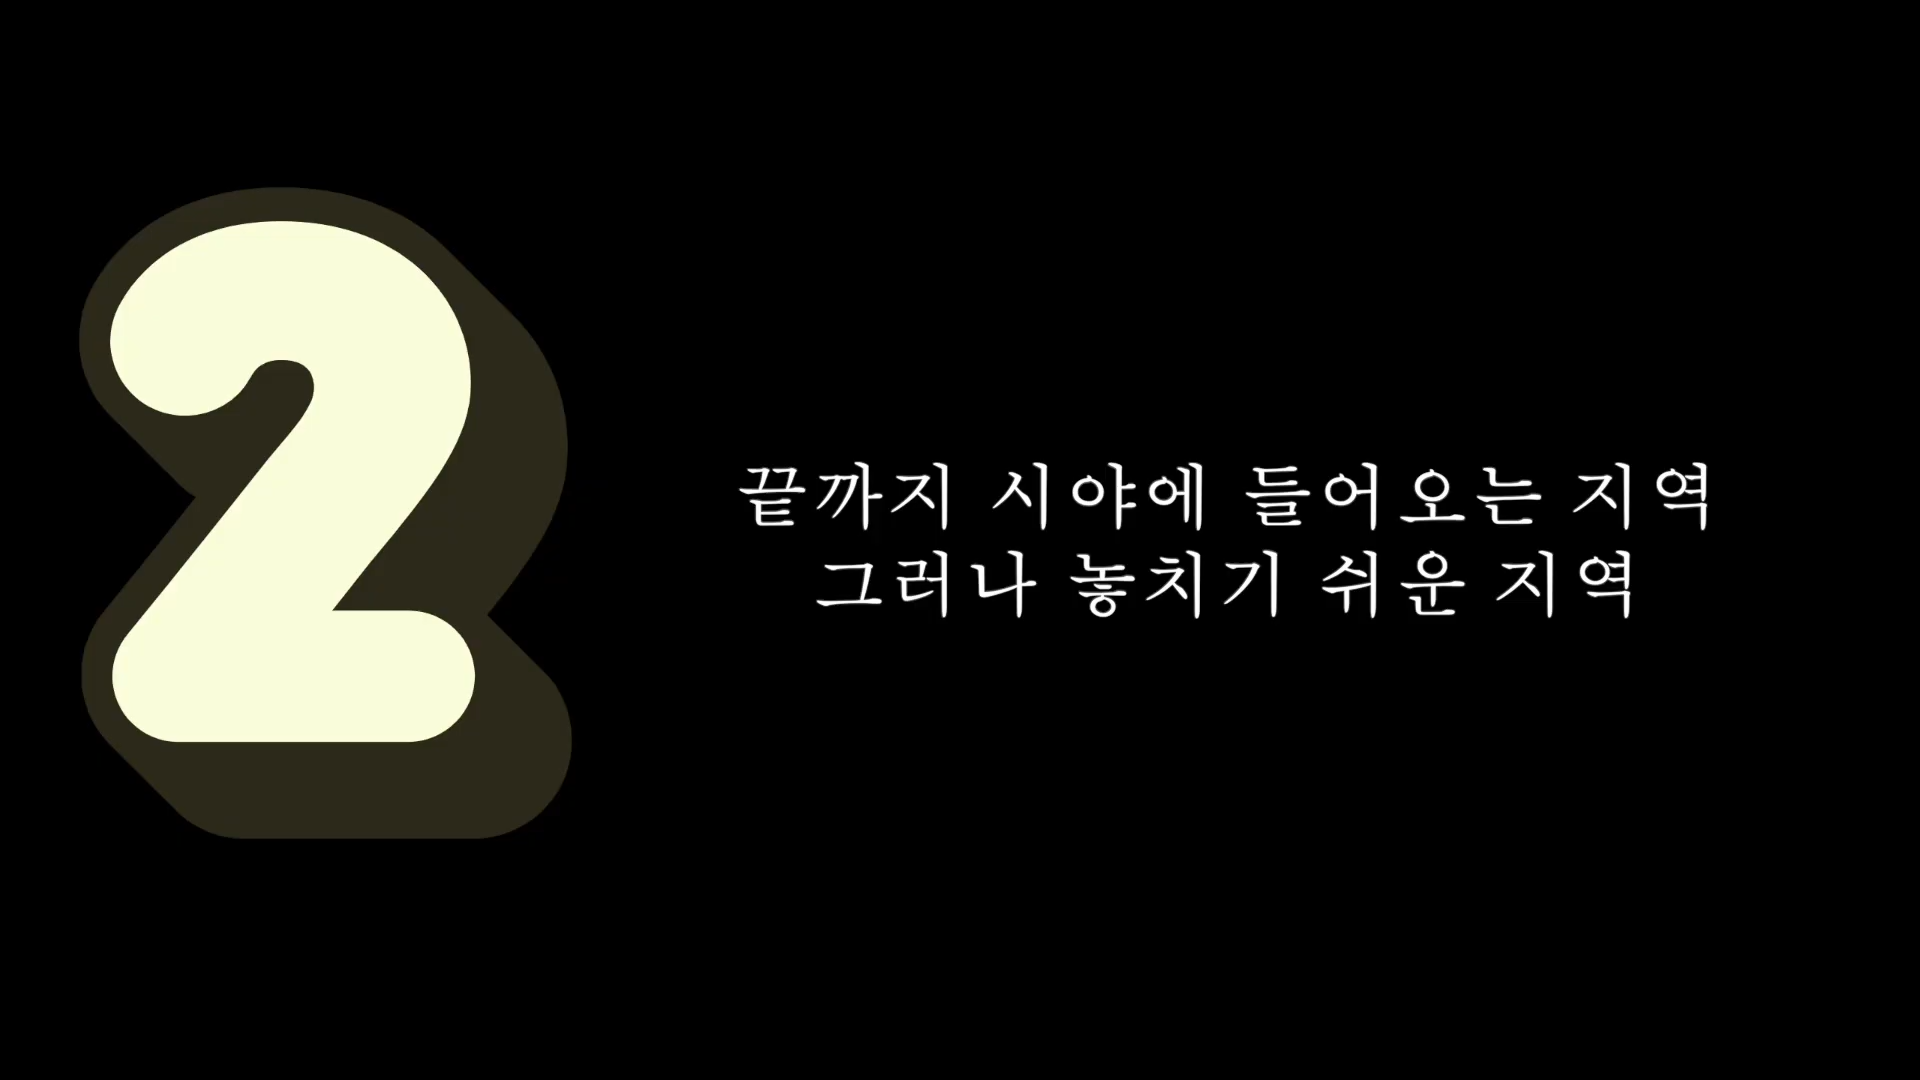 2
끝까지 시야에 들어오는 지역
그러나 놓치기 쉬운 지역